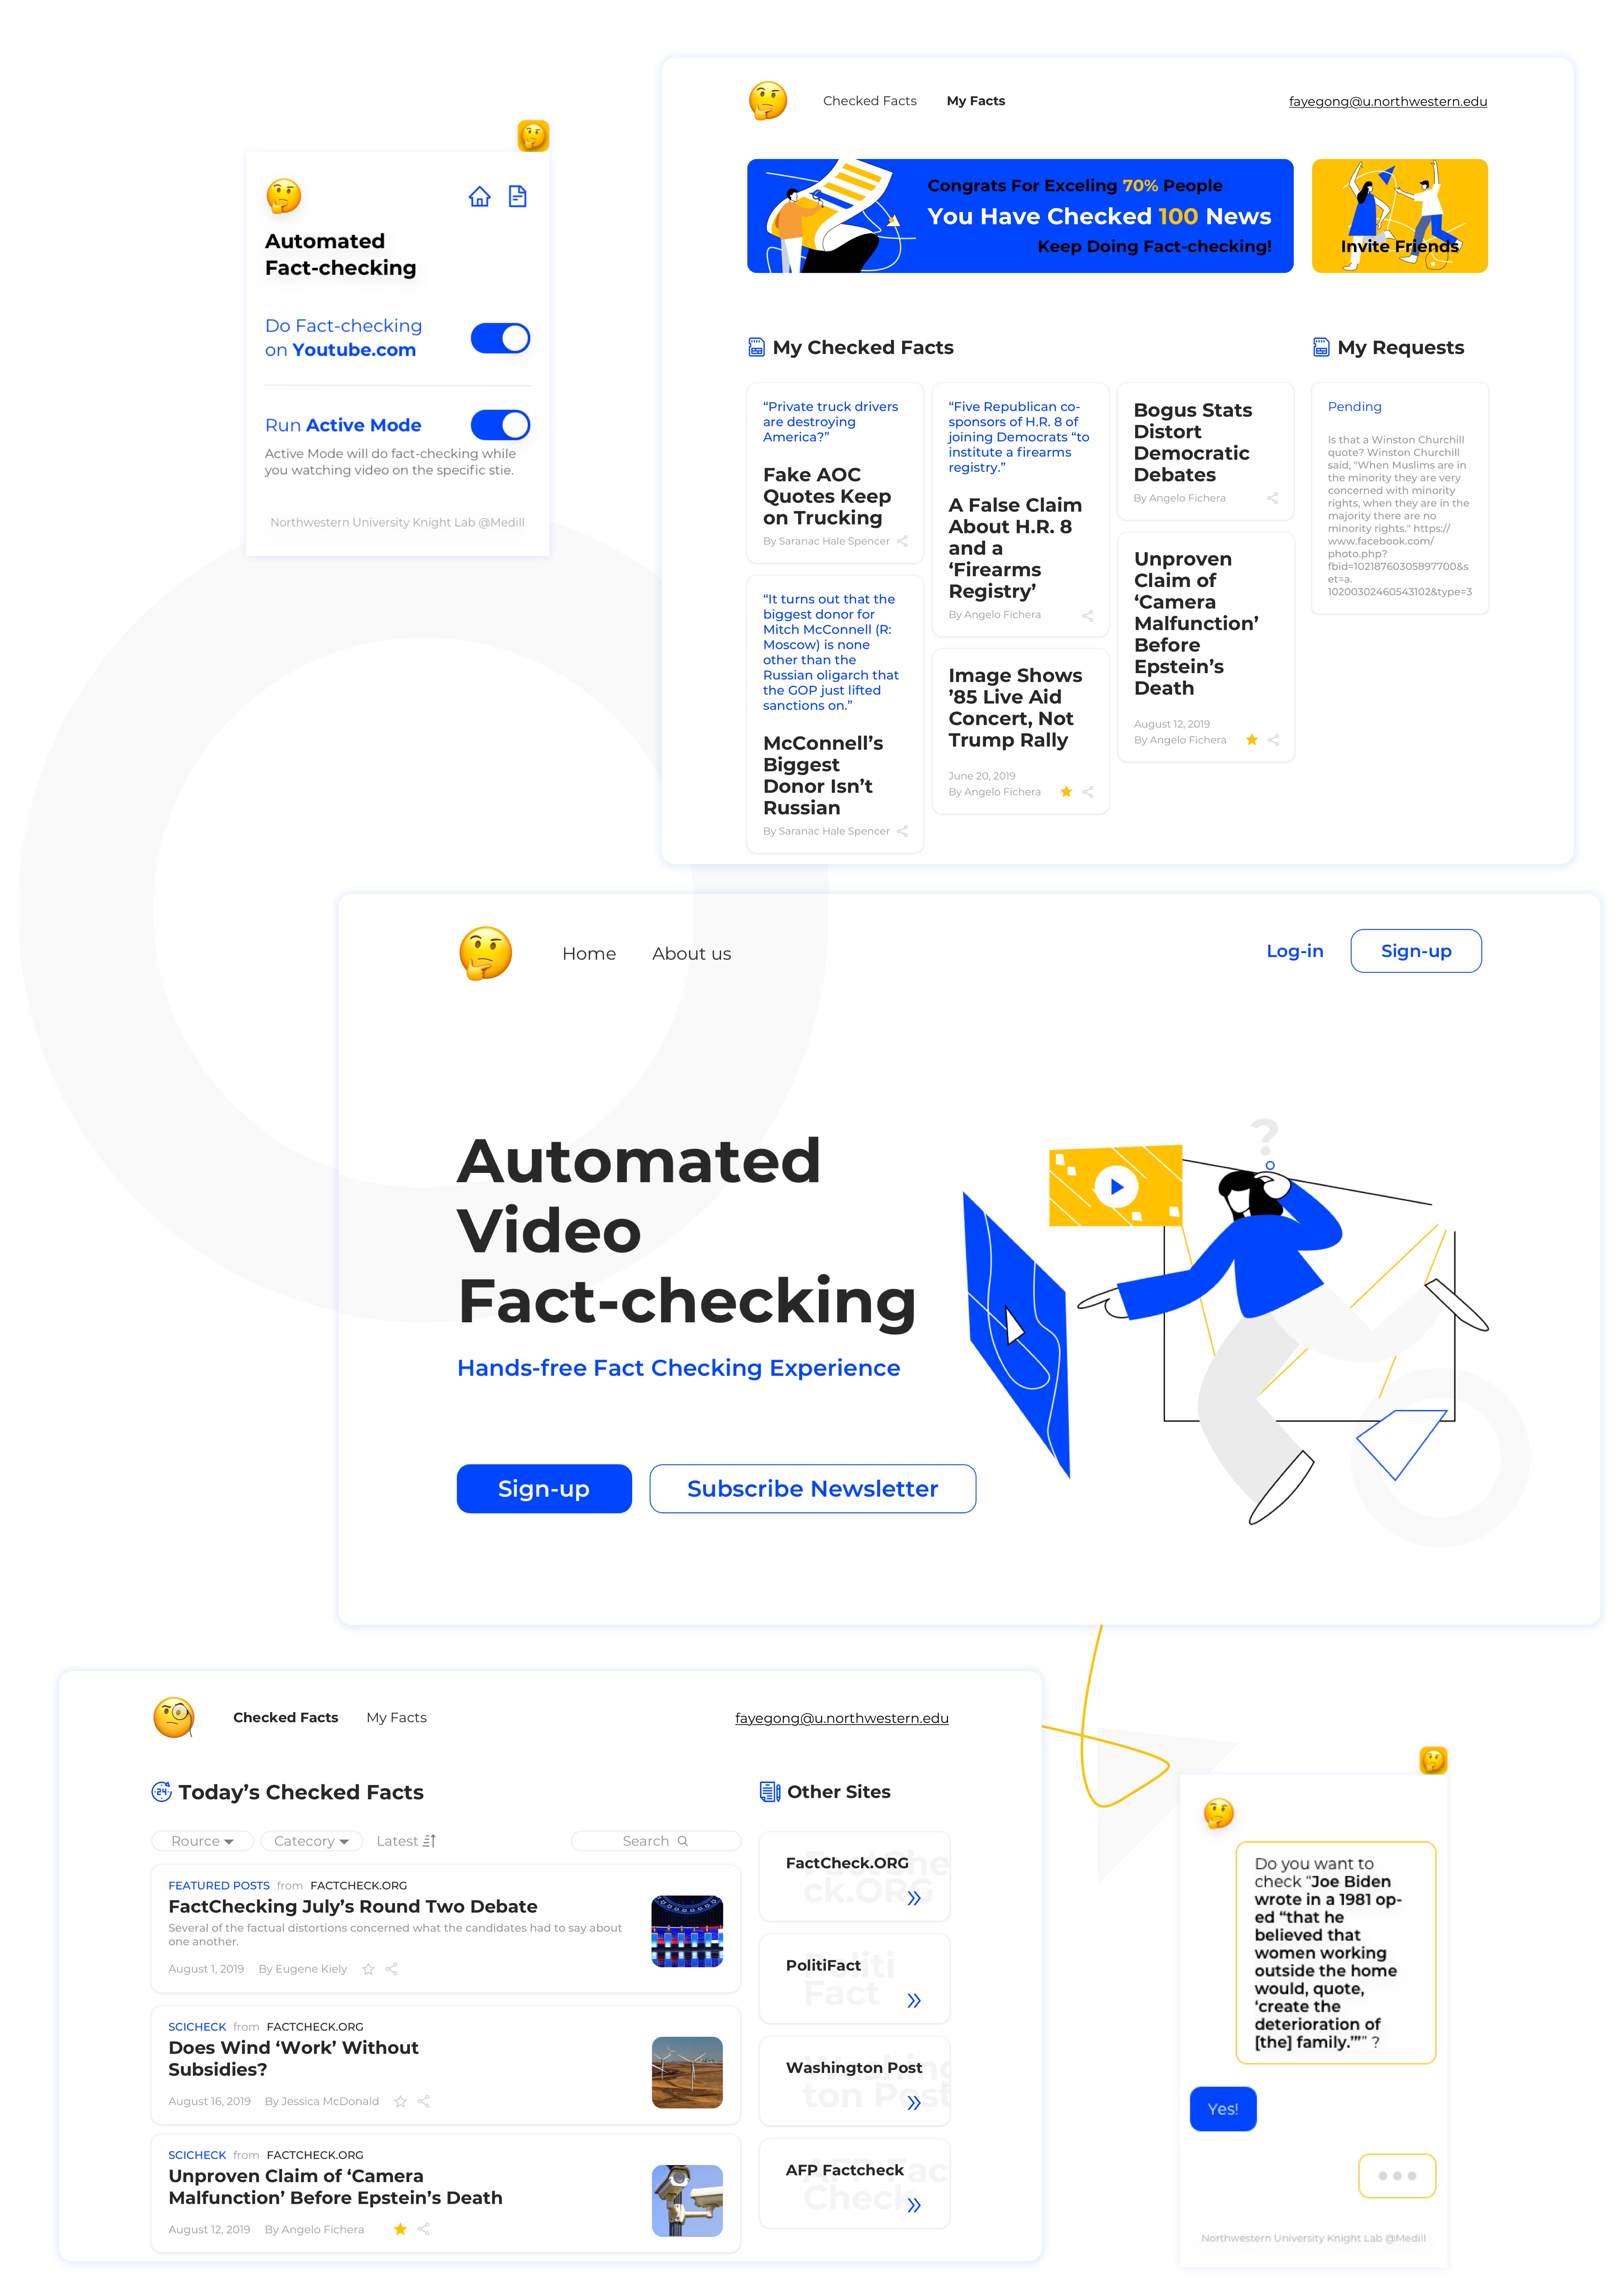 Automated
Fact-checking
Do Fact-checking
on Youtube.com
Run Active Mode
Active Mode will do fact-checking while
you watching video on the specific stie.
Northwestern University Knight Lab @Medill
Checked Facts
My Facts
fayegong@u.northwestern.edu
Congrats For Exceling 70% People
You Have Checked 100 News
Keep Doing Fact-checking!
Invite Friends
My Checked Facts
“Private truck drivers
are destroying
America?”
Fake AOC
Quotes Keep
on Trucking
By Saranac Hale Spencer
“It turns out that the
biggest donor for
Mitch McConnell (R:
Moscow) is none
other than the
Russian oligarch that
the GOP just lifted
sanctions on.”
McConnell’s
Biggest
Donor Isn’t
Russian
By Saranac Hale Spencer
“Five Republican co-
sponsors of H.R. 8 of
joining Democrats “to
institute a firearms
registry.”
A False Claim
About H.R. 8
and a
‘Firearms
Registry’
By Angelo Fichera
Image Shows
’85 Live Aid
Concert, Not
Trump Rally
June 20, 2019
By Angelo Fichera
Bogus Stats
Distort
Democratic
Debates
By Angelo Fichera
Unproven
Claim of
‘Camera
Malfunction’
Before
Epstein’s
Death
August 12, 2019
By Angelo Fichera
My Requests
Pending
Is that a Winston Churchill
quote? Winston Churchill
said, "When Muslims are in
the minority they are very
concerned with minority
rights, when they are in the
majority there are no
minority rights." https://
www.facebook.com/
photo.php?
fbid=10218760305897700&s
et=a.
10200302460543102&type=3
Home
About us
Log-in
Sign-up
?
Automated
Video
Fact-checking
Hands-free Fact Checking Experience
Sign-up
Subscribe Newsletter
Checked Facts
My Facts
fayegong@u.northwestern.edu
24
Today’s Checked Facts
Rource
Catecory
Latest
Search
FEATURED POSTS from FACTCHECK.ORG
FactChecking July’s Round Two Debate
Several of the factual distortions concerned what the candidates had to say about
one another.
August 1, 2019 By Eugene Kiely
SCICHECK from FACTCHECK.ORG
Does Wind ‘Work’ Without
Subsidies?
August 16, 2019 By Jessica McDonald
SCICHECK from FACTCHECK.ORG
Unproven Claim of ‘Camera
Malfunction’ Before Epstein’s Death
August 12, 2019 By Angelo Fichera
Other Sites
FactCheck.ORG
FactChe
ck.ORG
PolitiFact
Politi
Fact
Washington Post
Washing
ton Post
AFP Factcheck
AFP Fac
Check
Do you want to
check “Joe Biden
wrote in a 1981 op-
ed “that he
believed that
women working
outside the home
would, quote,
‘create the
deterioration of
[the] family.’”” ?
Yes!
Northwestern University Knight Lab @Medill